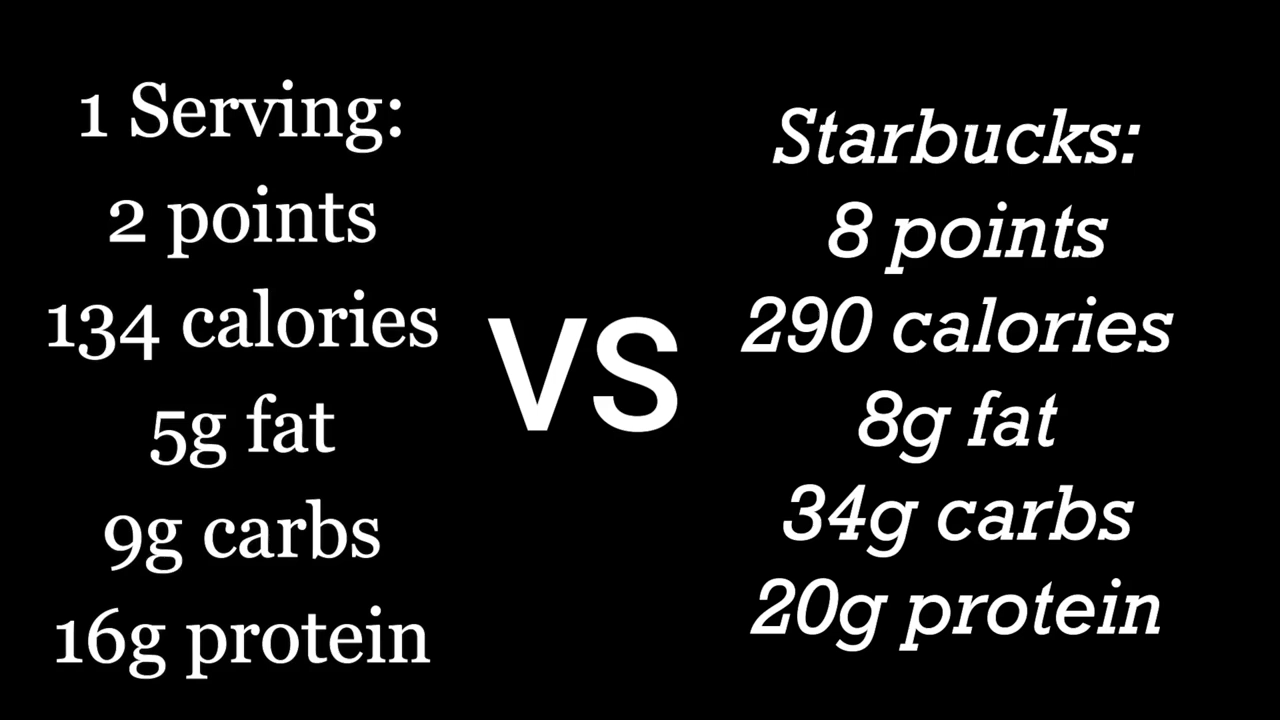 1 Serving:
2 points
134 calories
5g fat
9g carbs
16g protein
VS
Starbucks:
8 points
290 calories
8g fat
34g carbs
20g protein